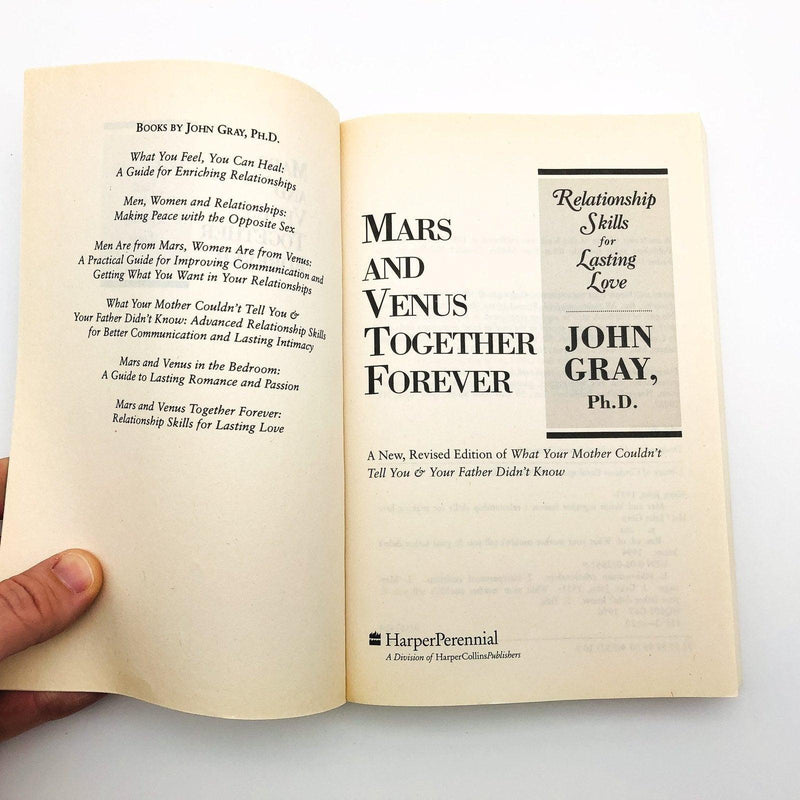 BOOKS BY JOHN GRAY, PH.D.
What You Feel, You Can Heal:
A Guide for Enriching Relationships
Men, Women and Relationships:
Making Peace with the Opposite Sex
Men Are from Mars, Women Are from Venus:
A Practical Guide for Improving Communication and
Getting What You Want in Your Relationships
What Your Mother Couldn't Tell You &
Your Father Didn't Know: Advanced Relationship Skills
for Better Communication and Lasting Intimacy
Mars and Venus in the Bedroom:
A Guide to Lasting Romance and Passion
Mars and Venus Together Forever:
Relationship Skills for Lasting Love
MARS
AND
VENUS
TOGETHER
FOREVER
Relationship
Skills
for
Lasting
Love
JOHN
GRAY,
Ph.D.
A New, Revised Edition of What Your Mother Couldn't
Tell You & Your Father Didn't Know
HarperPerennial
A Division of HarperCollinsPublishers